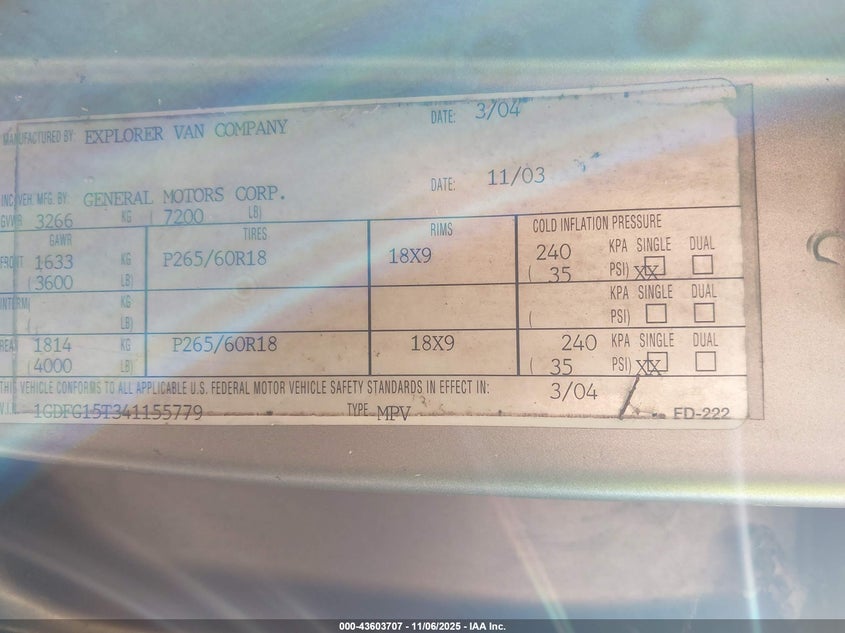 MANUFACTURED BY: EXPLORER VAN COMPANY DATE: 3/04
INC VEH. MFG. BY: GENERAL MOTORS CORP. DATE: 11/03
GVWR 3266 KG ( 7200 LB)
GAWR TIRES RIMS COLD INFLATION PRESSURE
FRONT 1633 KG P265/60R18 18X9 240 KPA SINGLE DUAL
(3600 LB) ( 35 PSI) XX
INTERM( KG KPA SINGLE DUAL
( LB) ( PSI)
REA 1814 KG P265/60R18 18X9 240 KPA SINGLE DUAL
(4000 LB) ( 35 PSI) XX
THIS VEHICLE CONFORMS TO ALL APPLICABLE U.S. FEDERAL MOTOR VEHICLE SAFETY STANDARDS IN EFFECT IN: 3/04
V.I.N. 1GDFG15T341155779 TYPE MPV FD-222
000-43603707 - 11/06/2025 - IAA Inc.